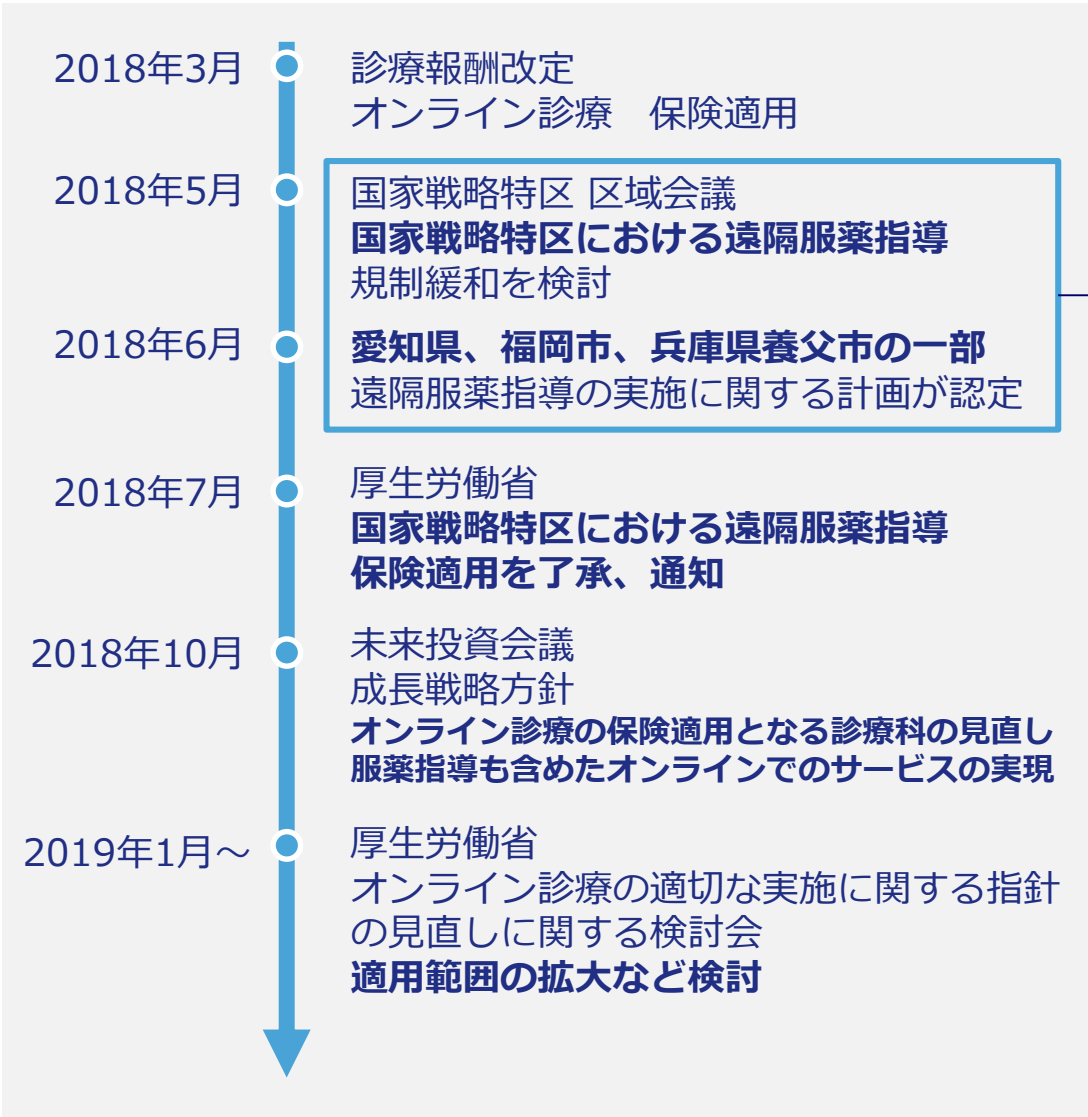 2018年3月
診療報酬改定
オンライン診療　保険適用
2018年5月
国家戦略特区 区域会議
国家戦略特区における遠隔服薬指導
規制緩和を検討
2018年6月
愛知県、福岡市、兵庫県養父市の一部
遠隔服薬指導の実施に関する計画が認定
2018年7月
厚生労働省
国家戦略特区における遠隔服薬指導
保険適用を了承、通知
2018年10月
未来投資会議
成長戦略方針
オンライン診療の保険適用となる診療科の見直し
服薬指導も含めたオンラインでのサービスの実現
2019年1月～
厚生労働省
オンライン診療の適切な実施に関する指針
の見直しに関する検討会
適用範囲の拡大など検討